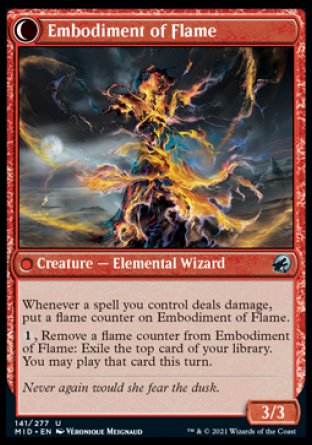 Embodiment of Flame
Creature — Elemental Wizard
Whenever a spell you control deals damage,
put a flame counter on Embodiment of Flame.
1, Remove a flame counter from Embodiment
of Flame: Exile the top card of your library.
You may play that card this turn.
Never again would she fear the dusk.
3/3
141/277 U
MID • EN Véronique Meignaud
™ & © 2021 Wizards of the Coast